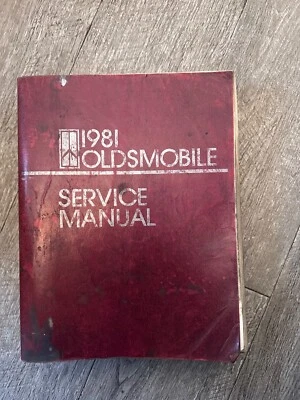 1981
OLDSMOBILE
SERVICE
MANUAL